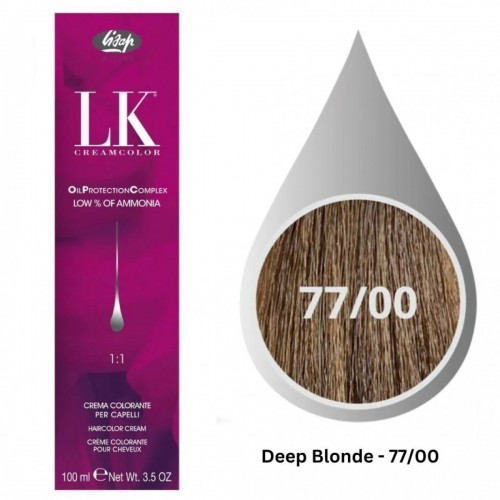 Lisap
LK
CREAMCOLOR
OILPROTECTIONCOMPLEX
LOW % OF AMMONIA
1:1
CREMA COLORANTE
PER CAPELLI
HAIRCOLOR CREAM
CRÈME COLORANTE
POUR CHEVEUX
100 ml ℮ Net Wt. 3.5 OZ
77/00
Deep Blonde - 77/00